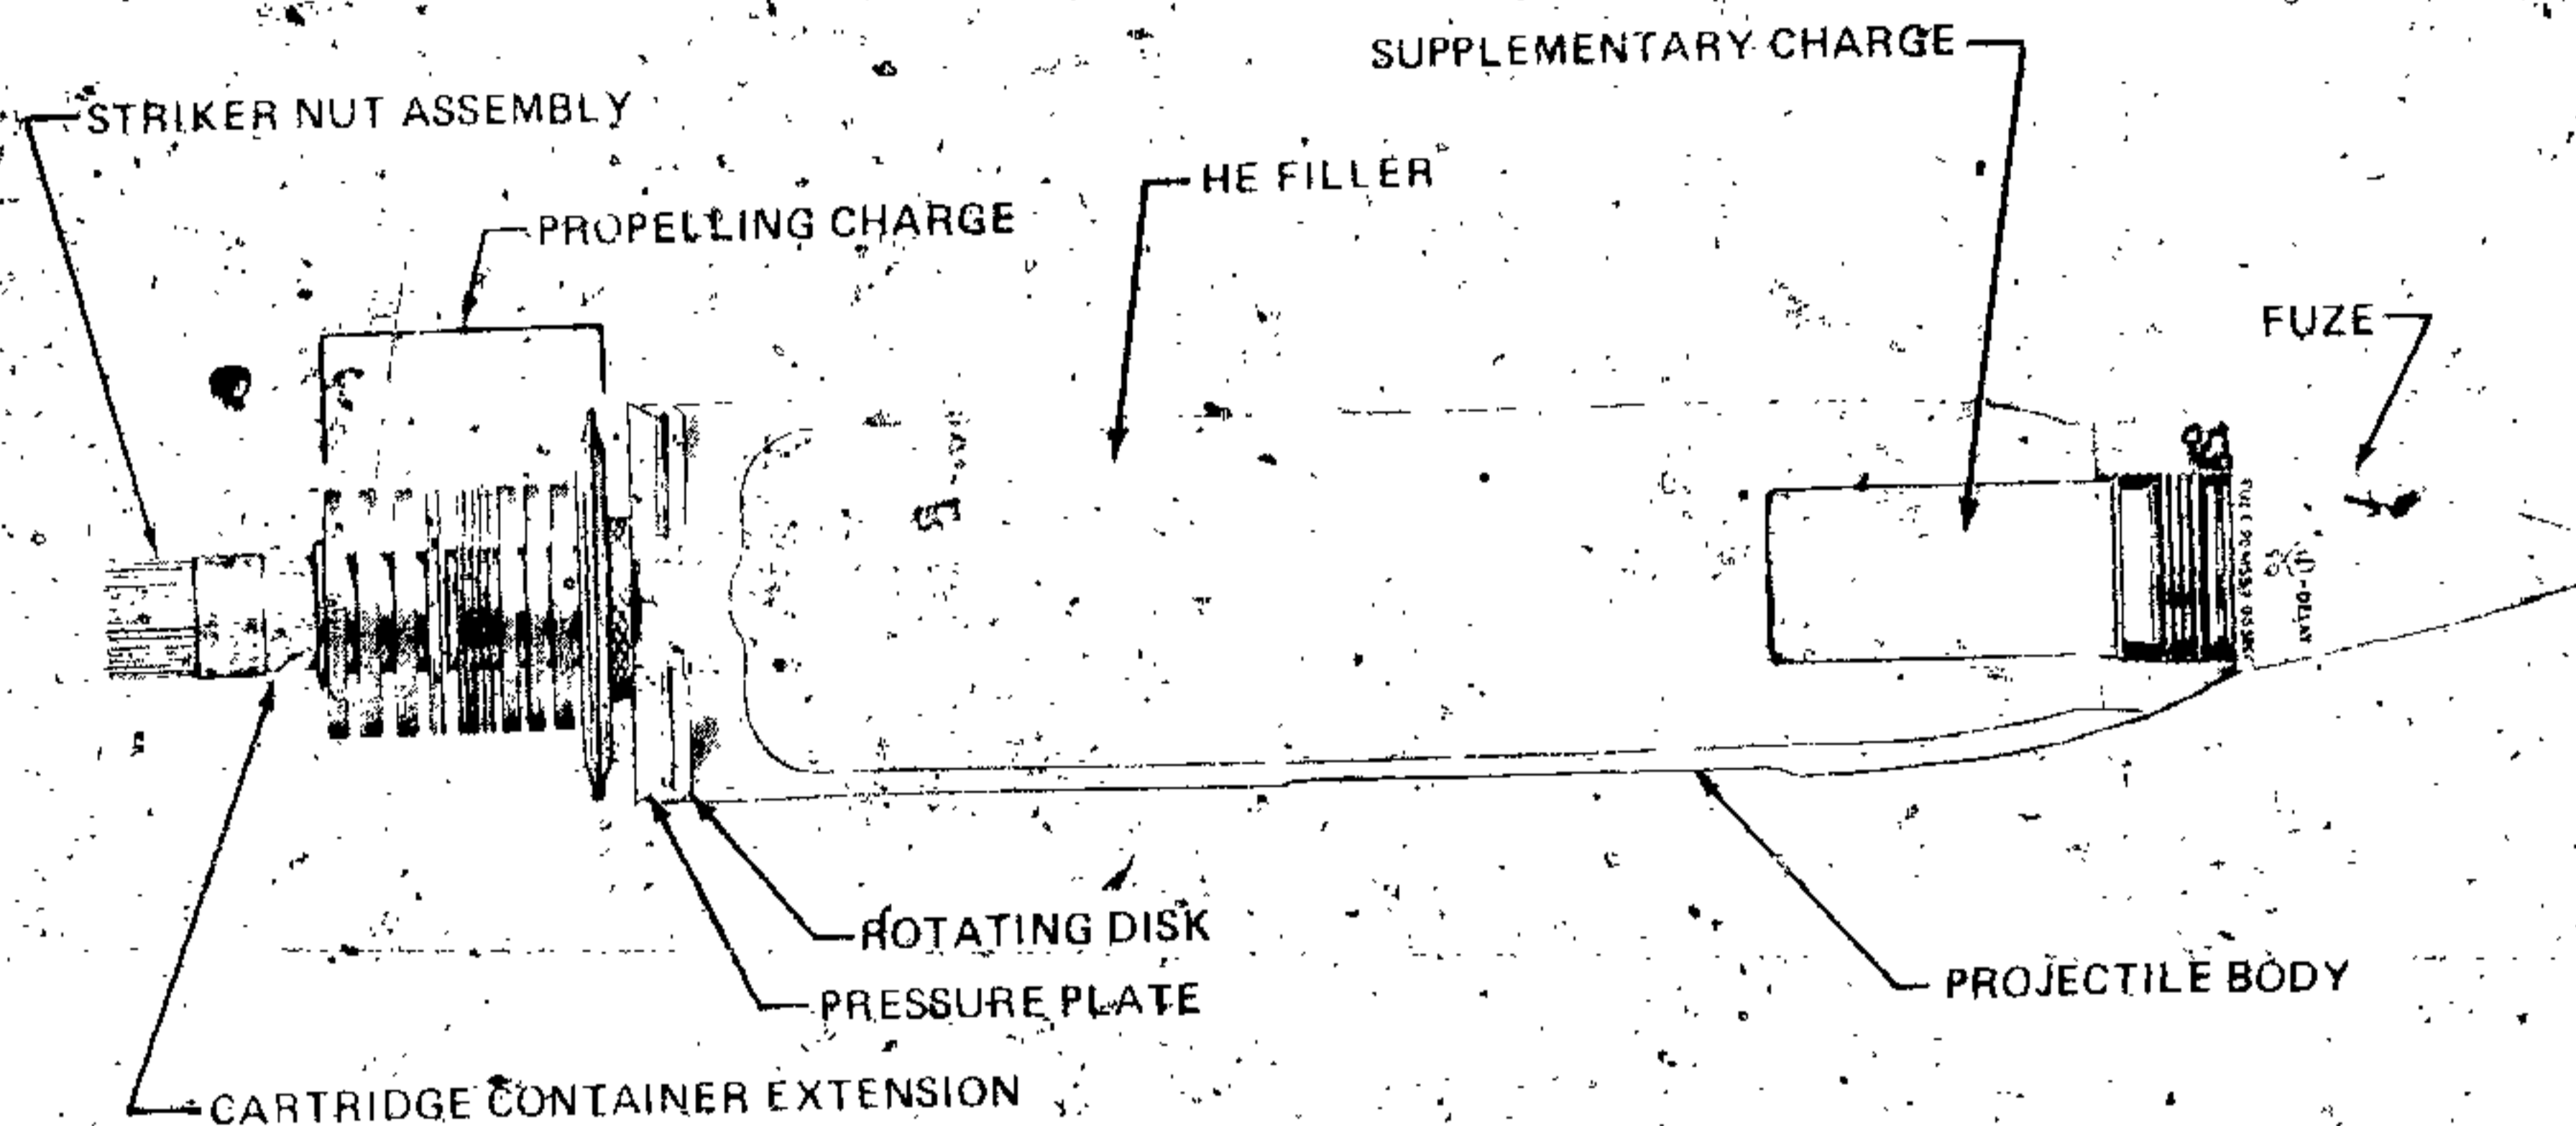 SUPPLEMENTARY CHARGE
STRIKER NUT ASSEMBLY
HE FILLER
PROPELLING CHARGE
FUZE
ROTATING DISK
PROJECTILE BODY
PRESSURE PLATE
CARTRIDGE CONTAINER EXTENSION
-DELAY